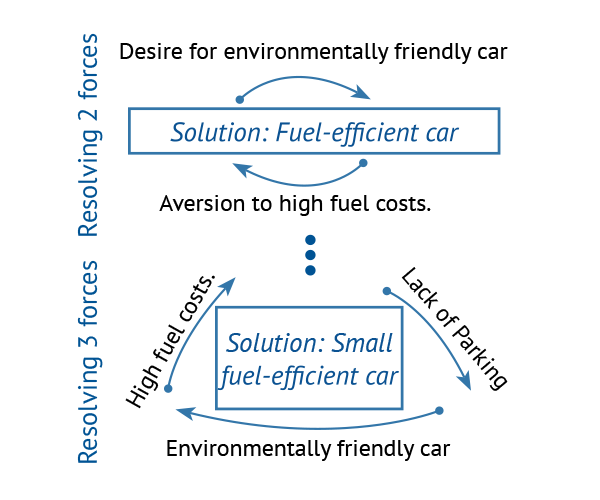 Resolving 2 forces
Desire for environmentally friendly car
Solution: Fuel-efficient car
Aversion to high fuel costs.
Resolving 3 forces
High fuel costs.
Lack of Parking
Solution: Small
fuel-efficient car
Environmentally friendly car